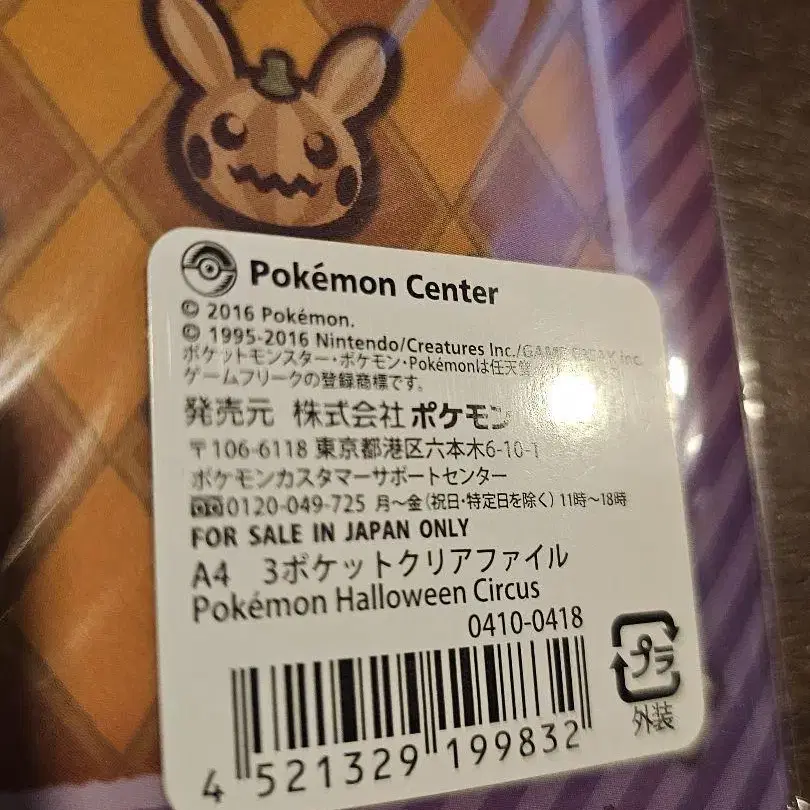 Pokémon Center
© 2016 Pokémon.
© 1995-2016 Nintendo/Creatures Inc./GAME FREAK inc.
ポケットモンスター・ポケモン・Pokémonは任天堂・
ゲームフリークの登録商標です。
発売元 株式会社ポケモン
〒106-6118 東京都港区六本木6-10-1
ポケモンカスタマーサポートセンター
0120-049-725 月～金(祝日・特定日を除く) 11時～18時
FOR SALE IN JAPAN ONLY
A4 3ポケットクリアファイル
Pokémon Halloween Circus
0410-0418
プラ
外装
4 521329 199832